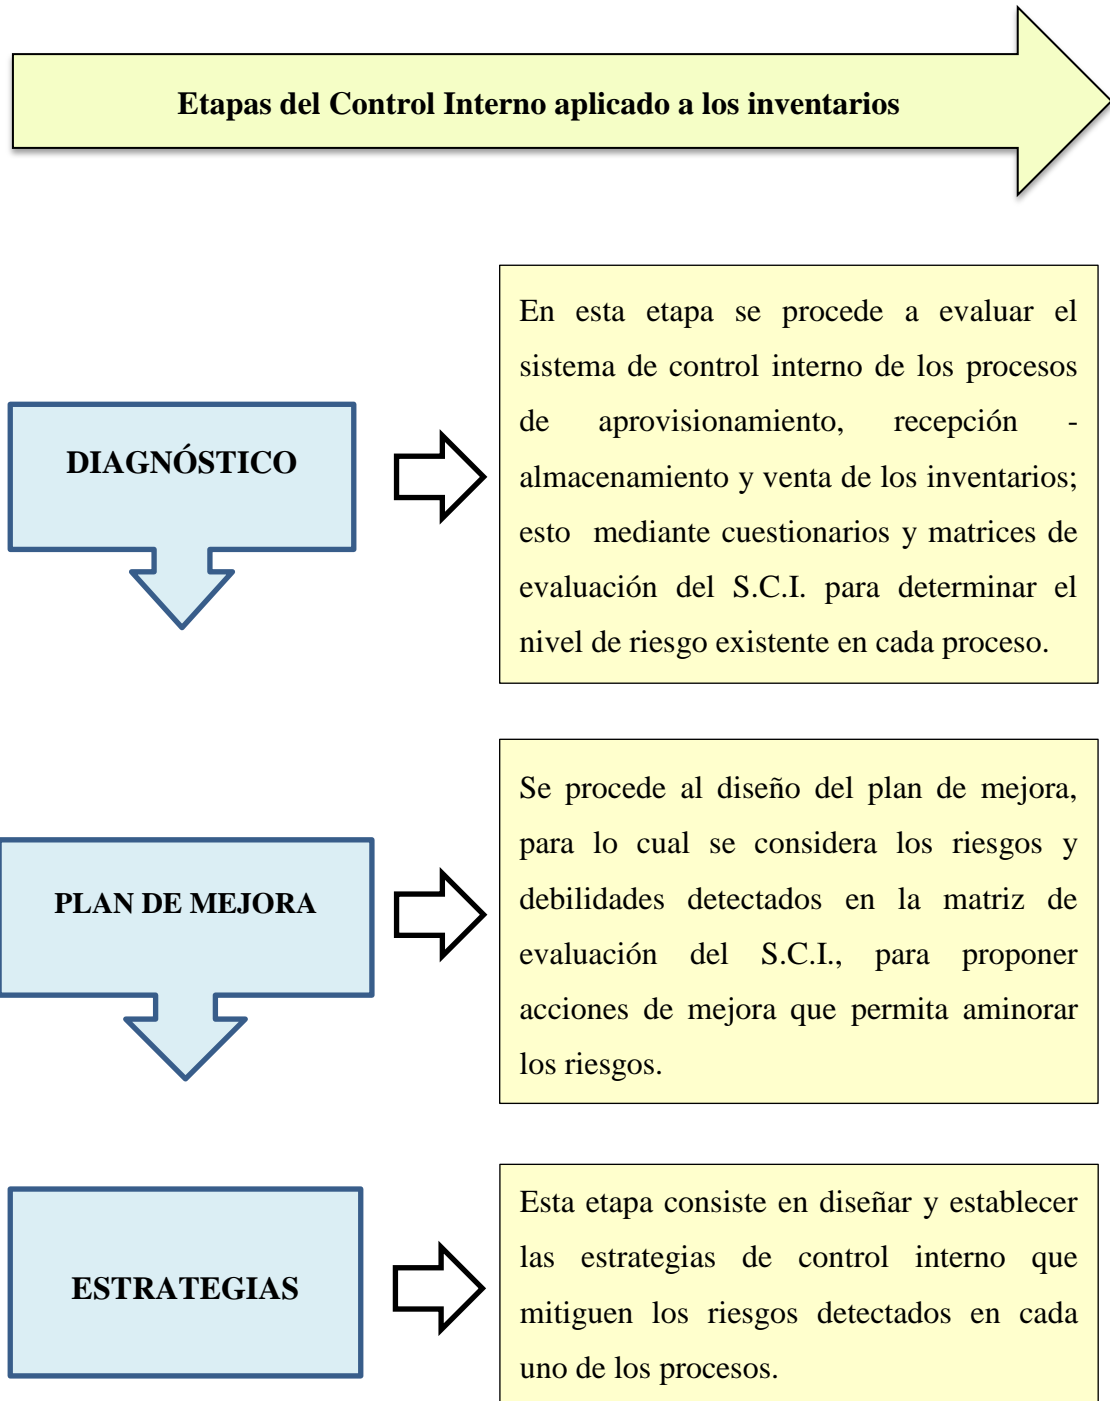 Etapas del Control Interno aplicado a los inventarios
DIAGNÓSTICO
En esta etapa se procede a evaluar el
sistema de control interno de los procesos
de aprovisionamiento, recepción -
almacenamiento y venta de los inventarios;
esto mediante cuestionarios y matrices de
evaluación del S.C.I. para determinar el
nivel de riesgo existente en cada proceso.
PLAN DE MEJORA
Se procede al diseño del plan de mejora,
para lo cual se considera los riesgos y
debilidades detectados en la matriz de
evaluación del S.C.I., para proponer
acciones de mejora que permita aminorar
los riesgos.
ESTRATEGIAS
Esta etapa consiste en diseñar y establecer
las estrategias de control interno que
mitiguen los riesgos detectados en cada
uno de los procesos.